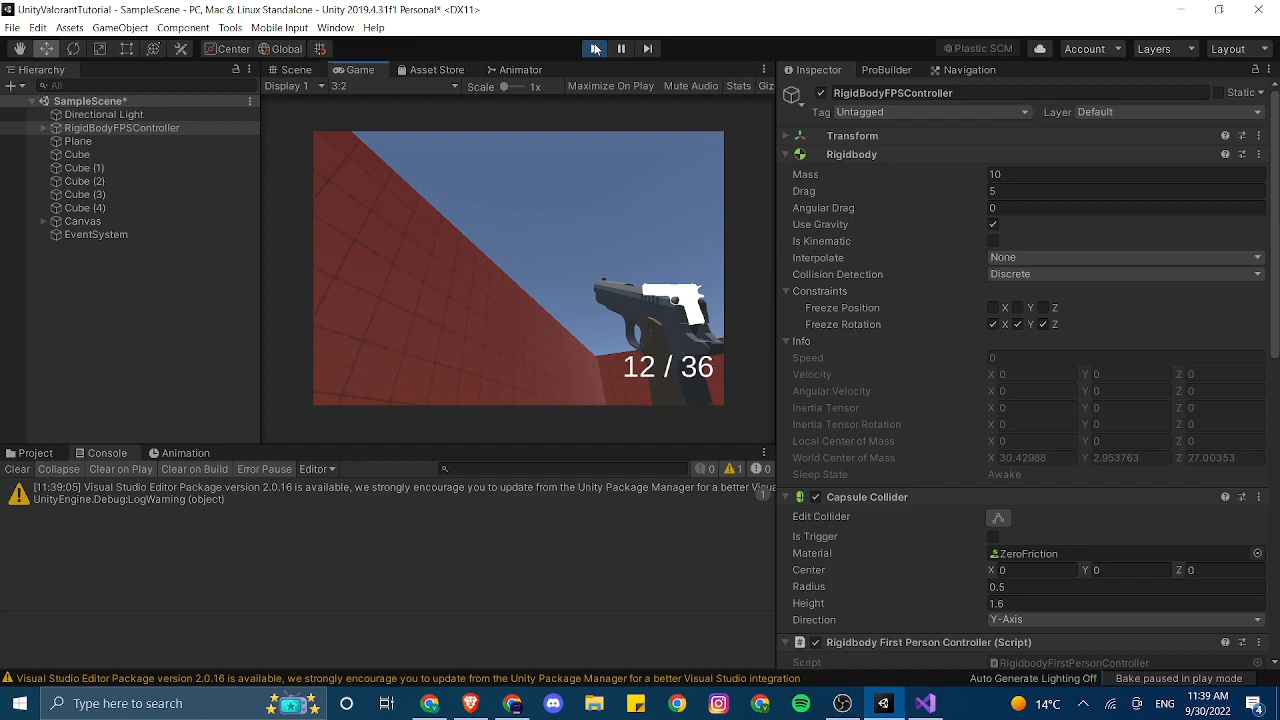 UnityValorantTutorial - SampleScene - PC, Mac & Linux Standalone - Unity 2019.4.31f1 Personal* <DX11>
File Edit Assets GameObject Component Tools Mobile Input Window Help
Center Global Plastic SCM Account Layers Layout
Hierarchy
All
SampleScene*
Directional Light
RigidBodyFPSController
Plane
Cube
Cube (1)
Cube (2)
Cube (3)
Cube (4)
Canvas
EventSystem
Scene Game Asset Store Animator
Display 1 3:2 Scale 1x Maximize On Play Mute Audio Stats Giz
12 / 36
Inspector ProBuilder Navigation
RigidBodyFPSController Static
Tag Untagged Layer Default
Transform
Rigidbody
Mass 10
Drag 5
Angular Drag 0
Use Gravity
Is Kinematic
Interpolate None
Collision Detection Discrete
Constraints
Freeze Position X Y Z
Freeze Rotation X Y Z
Info
Speed 0
Velocity X 0 Y 0 Z 0
Angular Velocity X 0 Y 0 Z 0
Inertia Tensor X 0 Y 0 Z 0
Inertia Tensor Rotation X 0 Y 0 Z 0
Local Center of Mass X 0 Y 0 Z 0
World Center of Mass X 30.42988 Y 2.953763 Z 27.00353
Sleep State Awake
Capsule Collider
Edit Collider
Is Trigger
Material ZeroFriction
Center X 0 Y 0 Z 0
Radius 0.5
Height 1.6
Direction Y-Axis
Rigidbody First Person Controller (Script)
Script RigidbodyFirstPersonController
Project Console Animation
Clear Collapse Clear on Play Clear on Build Error Pause Editor 0 1 0
[11:39:05] Visual Studio Editor Package version 2.0.16 is available, we strongly encourage you to update from the Unity Package Manager for a better Visua
UnityEngine.Debug:LogWarning (object) 1
Visual Studio Editor Package version 2.0.16 is available, we strongly encourage you to update from the Unity Package Manager for a better Visual Studio integration Auto Generate Lighting Off Bake paused in play mode
Type here to search 14°C 11:39 AM
9/30/2022 4